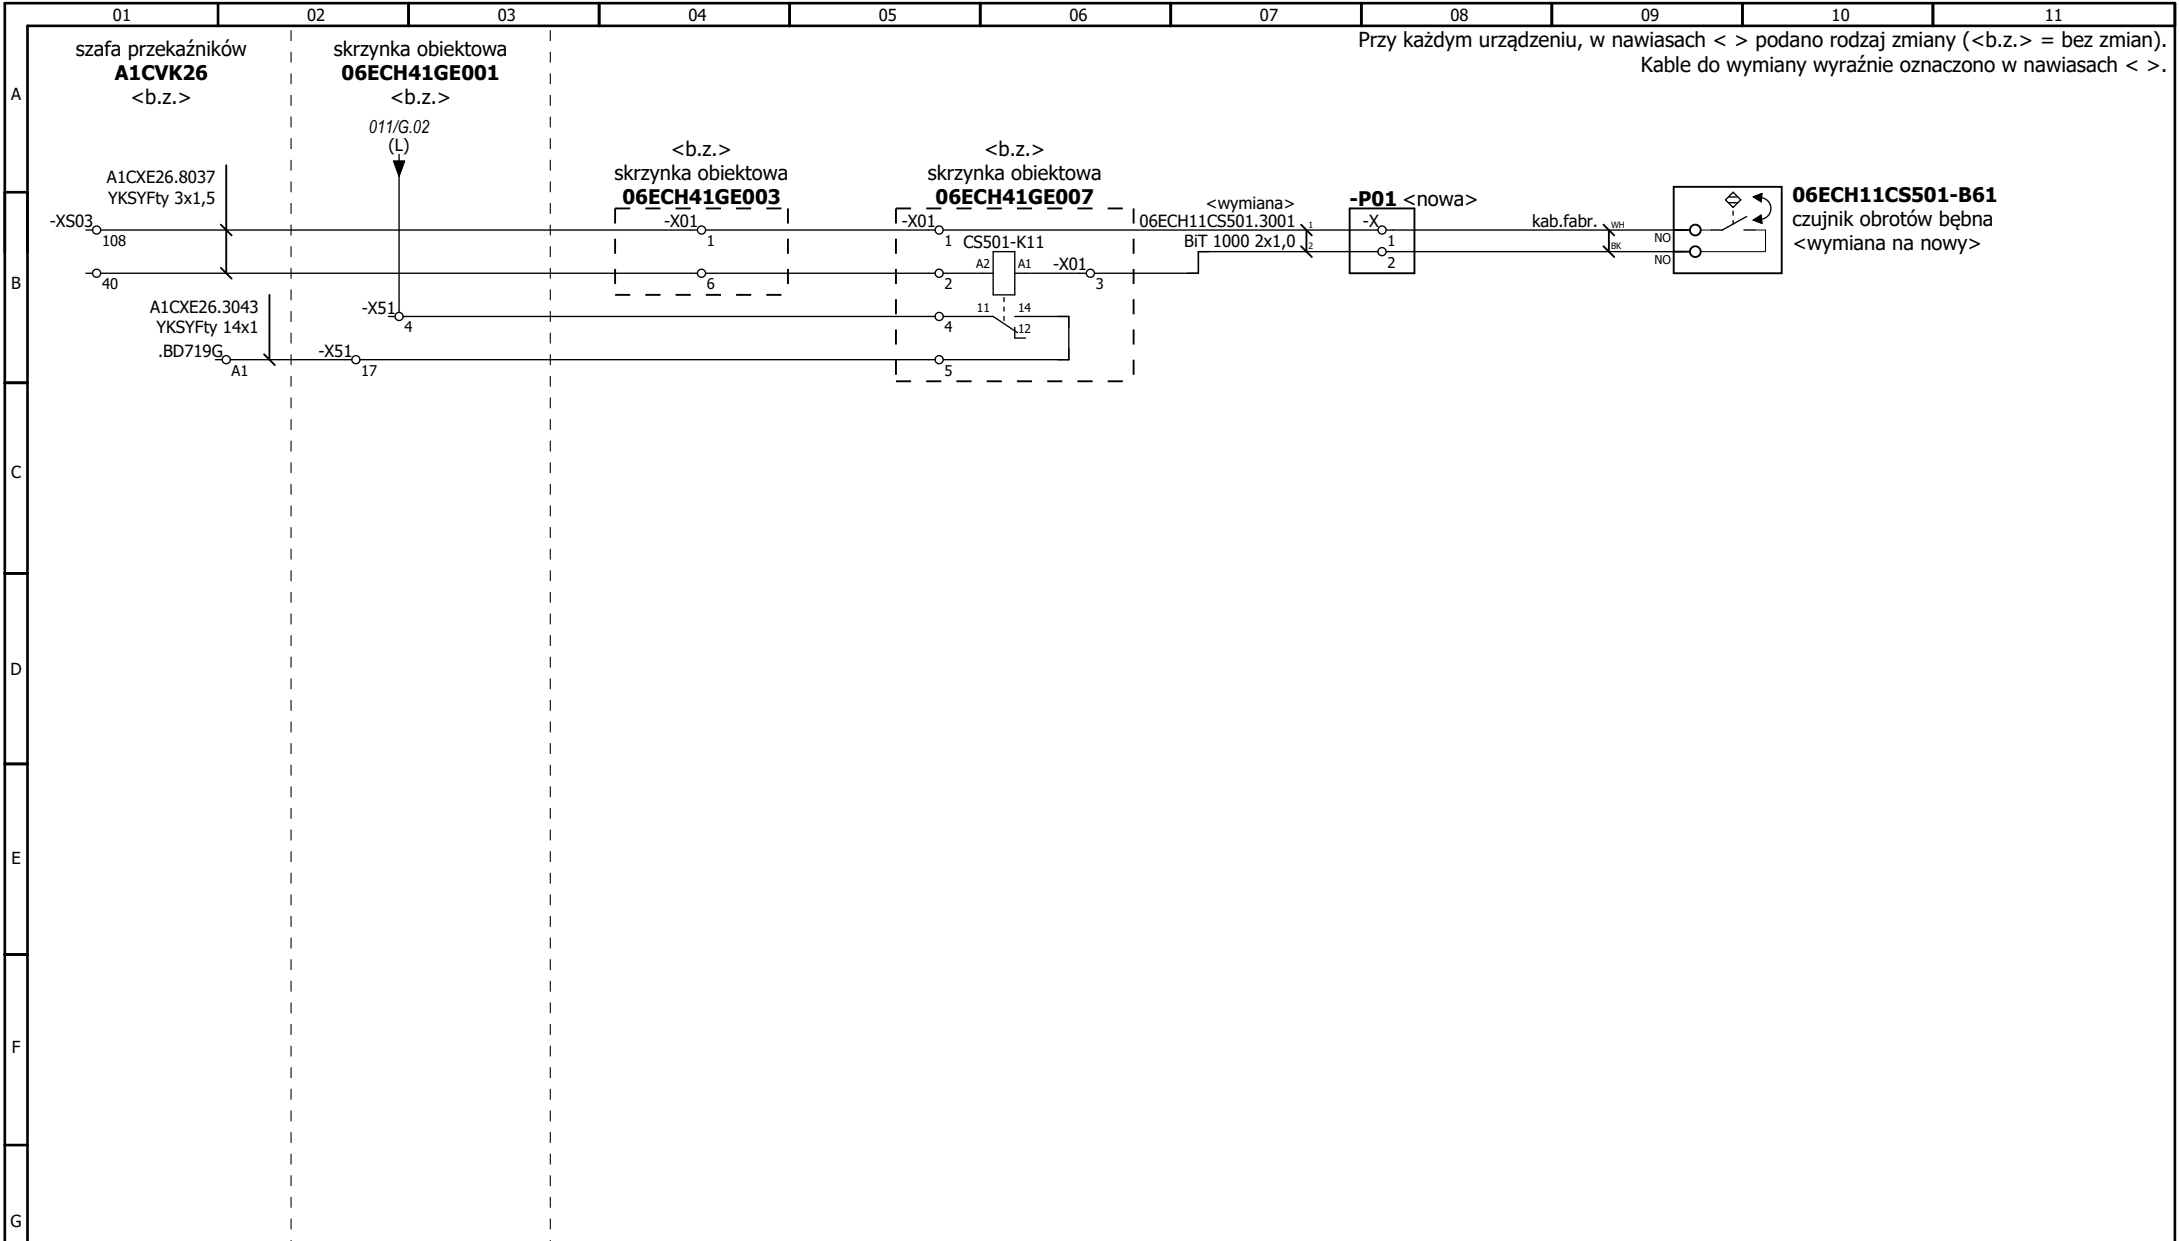 01 02 03 04 05 06 07 08 09 10 11
Przy każdym urządzeniu, w nawiasach < > podano rodzaj zmiany (<b.z.> = bez zmian).
Kable do wymiany wyraźnie oznaczono w nawiasach < >.
szafa przekaźników
A1CVK26
<b.z.>
skrzynka obiektowa
06ECH41GE001
<b.z.>
011/G.02
(L)
<b.z.>
skrzynka obiektowa
06ECH41GE003
<b.z.>
skrzynka obiektowa
06ECH41GE007
A
A1CXE26.8037
YKSYFty 3x1,5
-XS03
108
40
-X01
1
6
-X01
1
2
CS501-K11
A2
A1
-X01
3
<wymiana>
06ECH11CS501.3001
BiT 1000 2x1,0
1
2
-P01 <nowa>
-X
1
2
kab.fabr.
WH
BK
NO
NO
06ECH11CS501-B61
czujnik obrotów bębna
<wymiana na nowy>
B
A1CXE26.3043
YKSYFty 14x1
.BD719G
A1
-X51
4
-X51
17
4
5
11
14
12
C
D
E
F
G